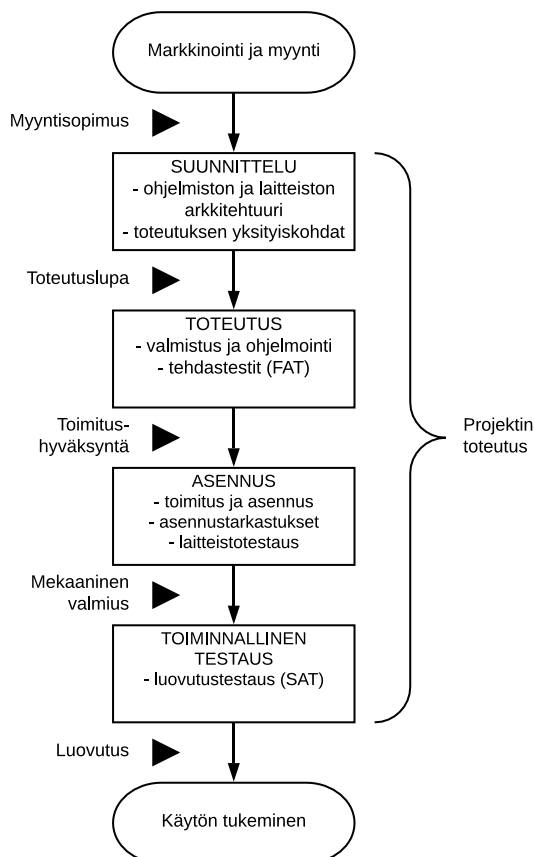 Markkinointi ja myynti
Myyntisopimus
SUUNNITTELU
- ohjelmiston ja laitteiston
arkkitehtuuri
- toteutuksen yksityiskohdat
Toteutuslupa
TOTEUTUS
- valmistus ja ohjelmointi
- tehdastestit (FAT)
Toimitus-
hyväksyntä
Projektin
toteutus
ASENNUS
- toimitus ja asennus
- asennustarkastukset
- laitteistotestaus
Mekaaninen
valmius
TOIMINNALLINEN
TESTAUS
- luovutustestaus (SAT)
Luovutus
Käytön tukeminen